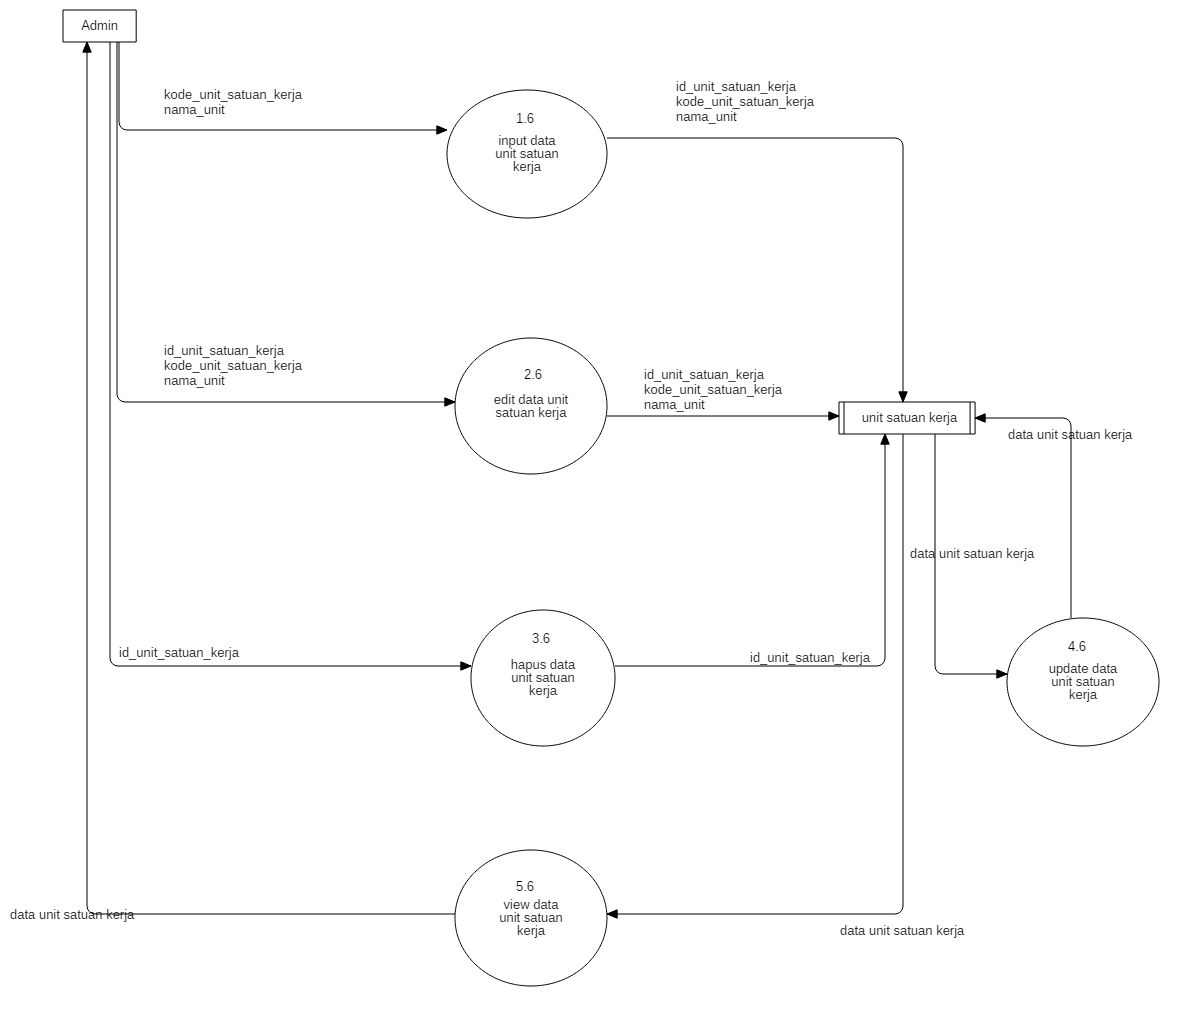 Admin
kode_unit_satuan_kerja
nama_unit
1.6
input data
unit satuan
kerja
id_unit_satuan_kerja
kode_unit_satuan_kerja
nama_unit
id_unit_satuan_kerja
kode_unit_satuan_kerja
nama_unit
2.6
edit data unit
satuan kerja
id_unit_satuan_kerja
kode_unit_satuan_kerja
nama_unit
unit satuan kerja
data unit satuan kerja
data unit satuan kerja
id_unit_satuan_kerja
3.6
hapus data
unit satuan
kerja
id_unit_satuan_kerja
4.6
update data
unit satuan
kerja
5.6
view data
unit satuan
kerja
data unit satuan kerja
data unit satuan kerja